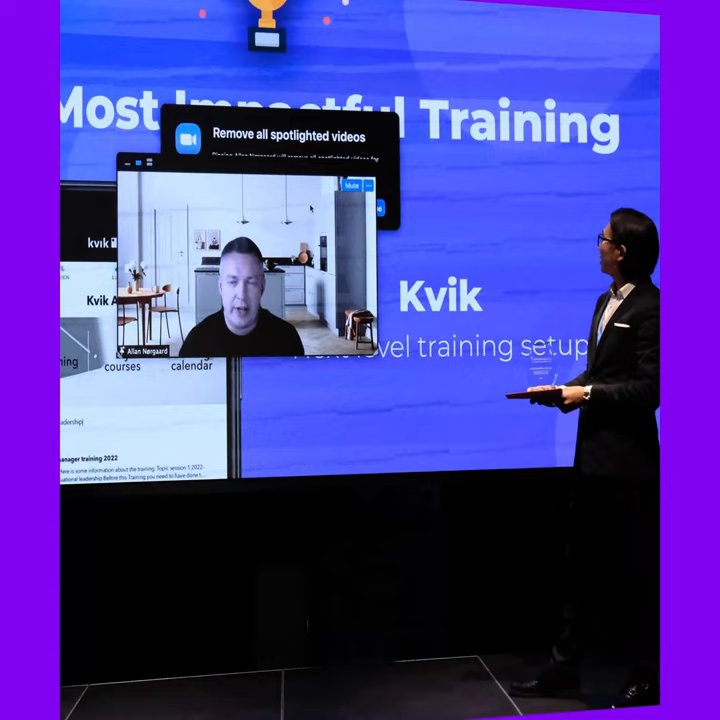 Most Impactful Training
Remove all spotlighted videos
Mute
kvik
Kvik
Kvik A
Allan Nørgaard
level training setup
courses
calendar
anager training 2022
Here is some information about the training. Topic session 1 2022-
uational leadership Before this Training you need to have done t...